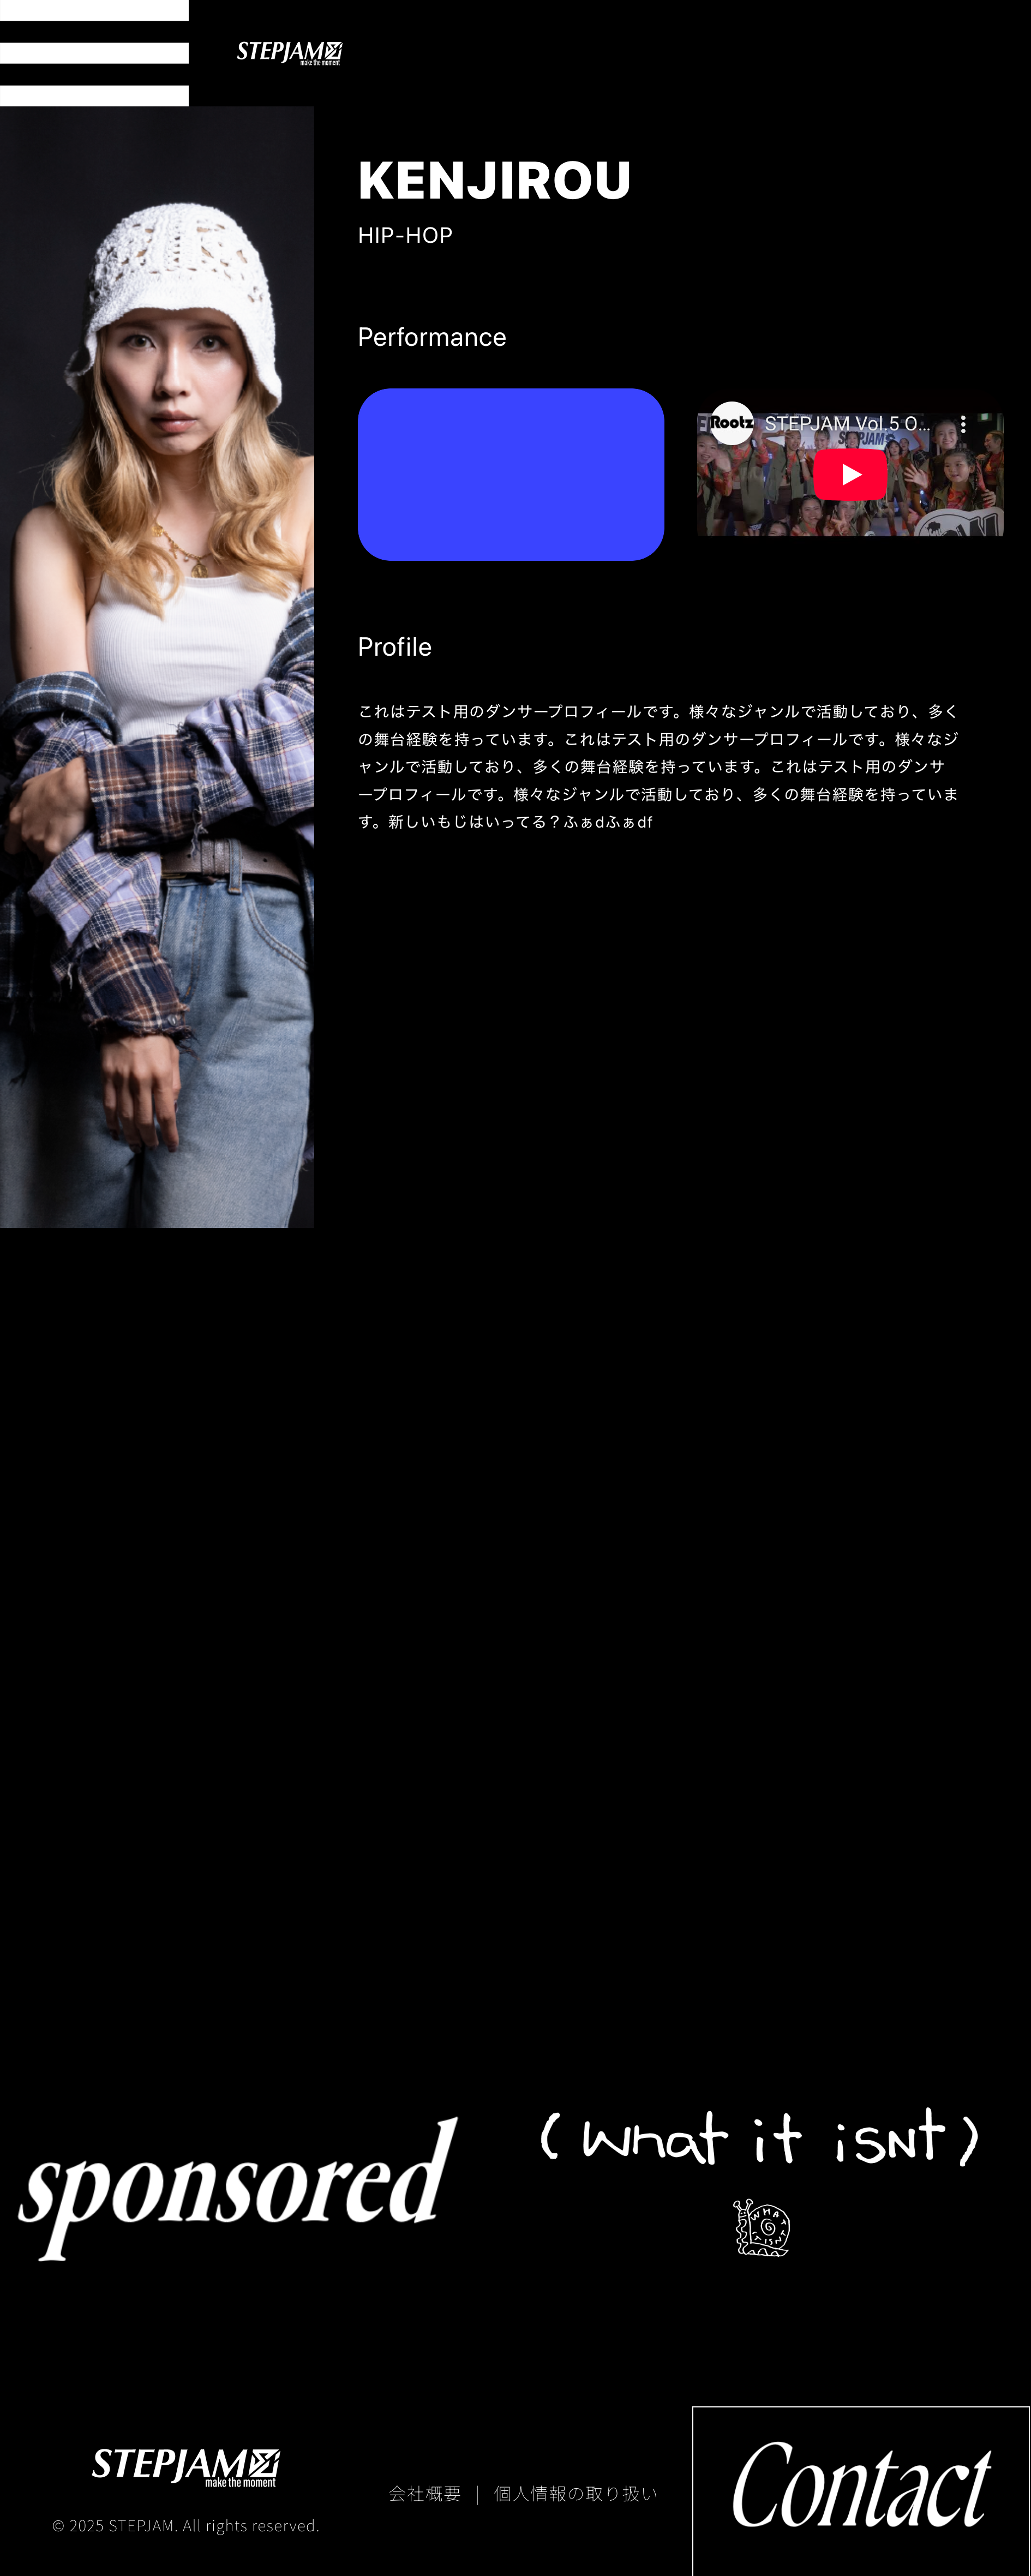 STEPJAM
make the moment
KENJIROU
HIP-HOP
Performance
Rootz STEPJAM Vol.5 O...
STEPJAM
Profile
これはテスト用のダンサープロフィールです。様々なジャンルで活動しており、多く
の舞台経験を持っています。これはテスト用のダンサープロフィールです。様々なジ
ャンルで活動しており、多くの舞台経験を持っています。これはテスト用のダンサ
ープロフィールです。様々なジャンルで活動しており、多くの舞台経験を持っていま
す。新しいもじはいってる？ふぁdふぁdf
sponsored
( what it isNt )
WHAT IT ISNT
STEPJAM
make the moment
会社概要 | 個人情報の取り扱い
© 2025 STEPJAM. All rights reserved.
Contact